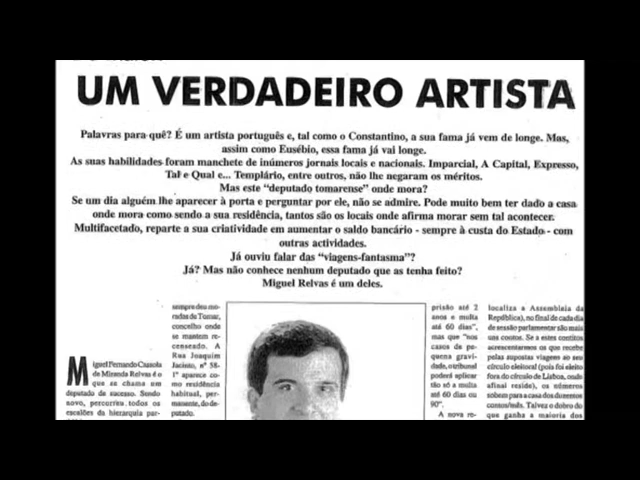 UM VERDADEIRO ARTISTA
Palavras para quê? É um artista português e, tal como o Constantino, a sua fama já vem de longe. Mas,
assim como Eusébio, essa fama já vai longe.
As suas habilidades foram manchete de inúmeros jornais locais e nacionais. Imparcial, A Capital, Expresso,
Tal e Qual e... Templário, entre outros, não lhe negaram os méritos.
Mas este "deputado tomarense" onde mora?
Se um dia alguém lhe aparecer à porta e perguntar por ele, não se admire. Pode muito bem ter dado a casa
onde mora como sendo a sua residência, tantos são os locais onde afirma morar sem tal acontecer.
Multifacetado, reparte a sua criatividade em aumentar o saldo bancário - sempre à custa do Estado - com
outras actividades.
Já ouviu falar das "viagens-fantasma"?
Já? Mas não conhece nenhum deputado que as tenha feito?
Miguel Relvas é um deles.
Miguel Fernando Cassola
de Miranda Relvas é o
que se chama um
deputado de sucesso. Sendo
novo, percorreu todos os
escalões da hierarquia par-
sempre deu mo-
radas de Tomar,
concelho onde
se mantem re-
censeado. A
Rua Joaquim
Jacinto, nº 58-
1º aparece co-
mo residência
habitual, per-
manente, do de-
putado.
prisão até 2
anos e multa
até 60 dias",
mas que "nos
casos de pe-
quena gravi-
dade, o tribunal
poderá aplicar
tão só a multa
até 60 dias ou
90".
A nova re-
localiza a Assembleia da
República), no final de cada dia
de sessão parlamentar são mais
uns contos. Se a estes contitos
acrescentarmos os que recebe
pelas supostas viagens ao seu
círculo eleitoral (pois foi eleito
fora do círculo de Lisboa, onde
afinal reside), os números
sobem para a casa dos duzentos
contos/mês. Talvez o dobro do
que ganha a maioria dos